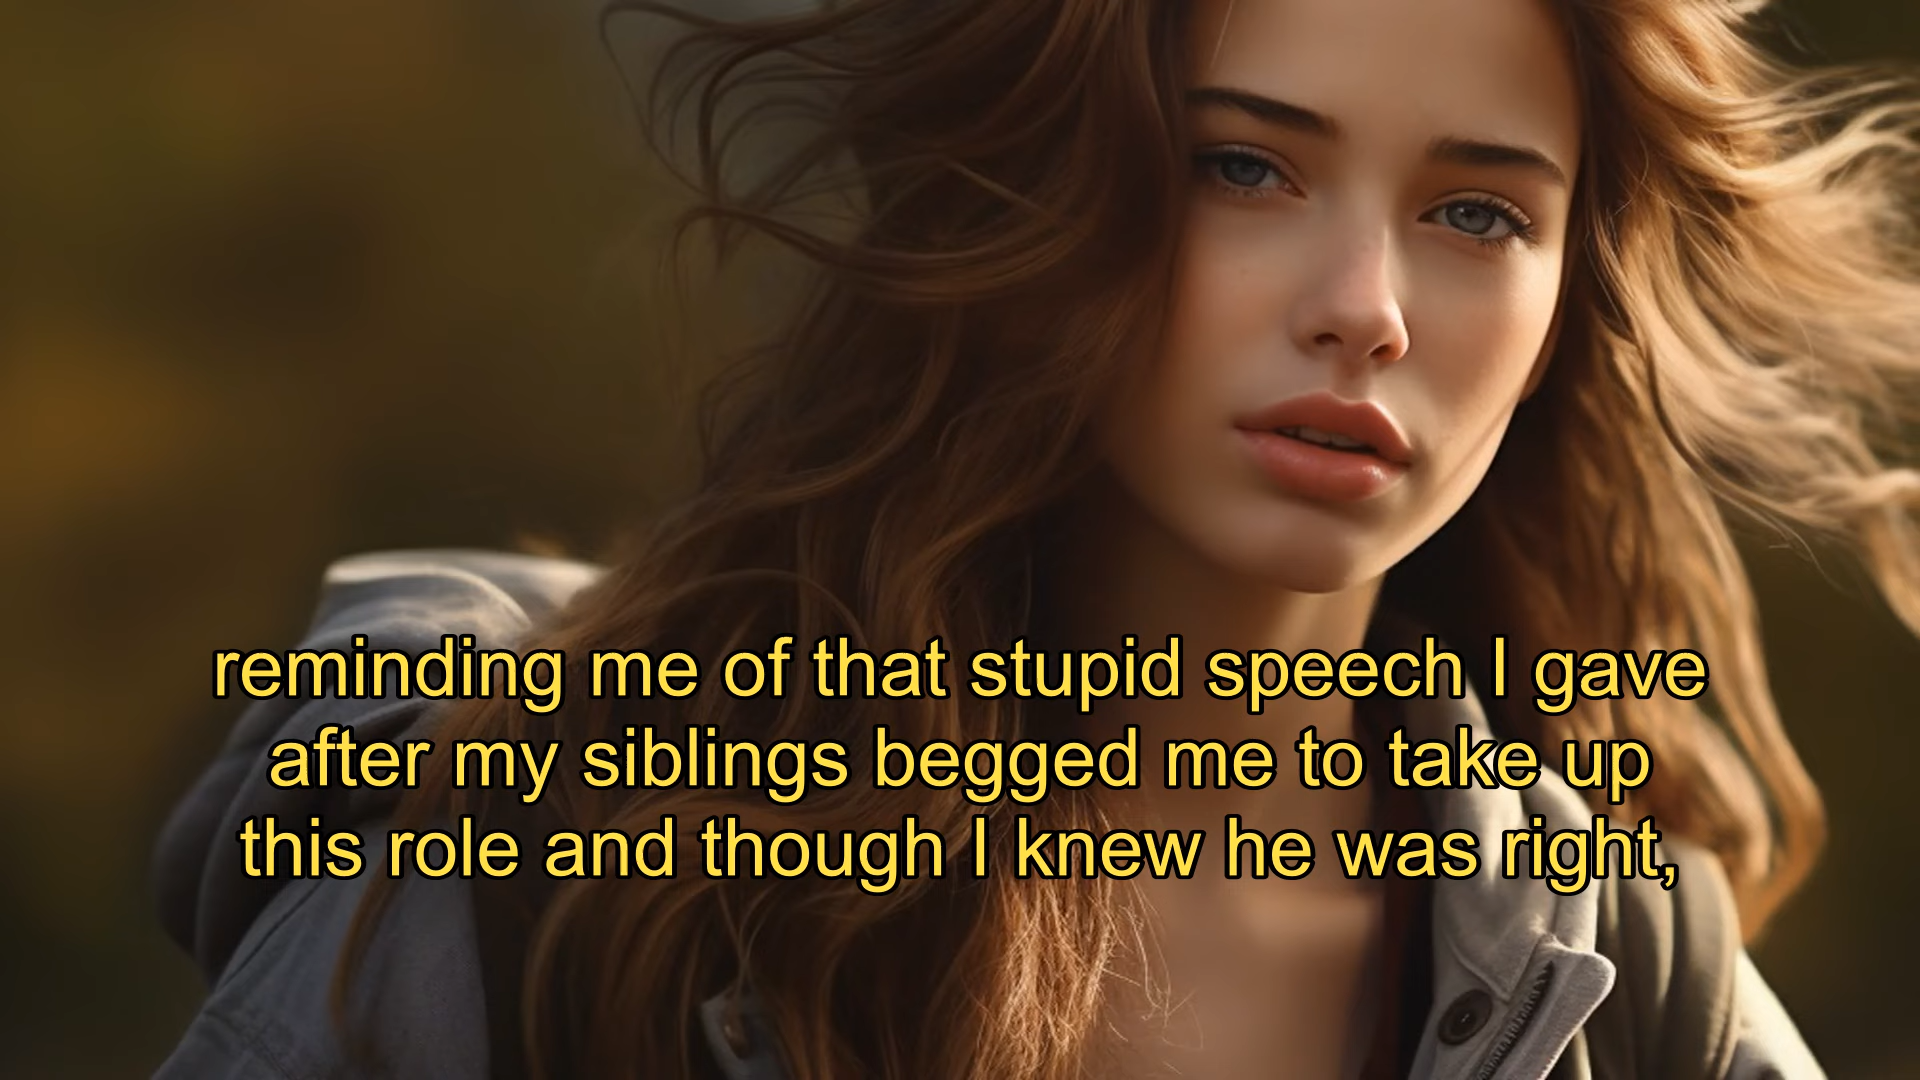 reminding me of that stupid speech I gave
after my siblings begged me to take up
this role and though I knew he was right,